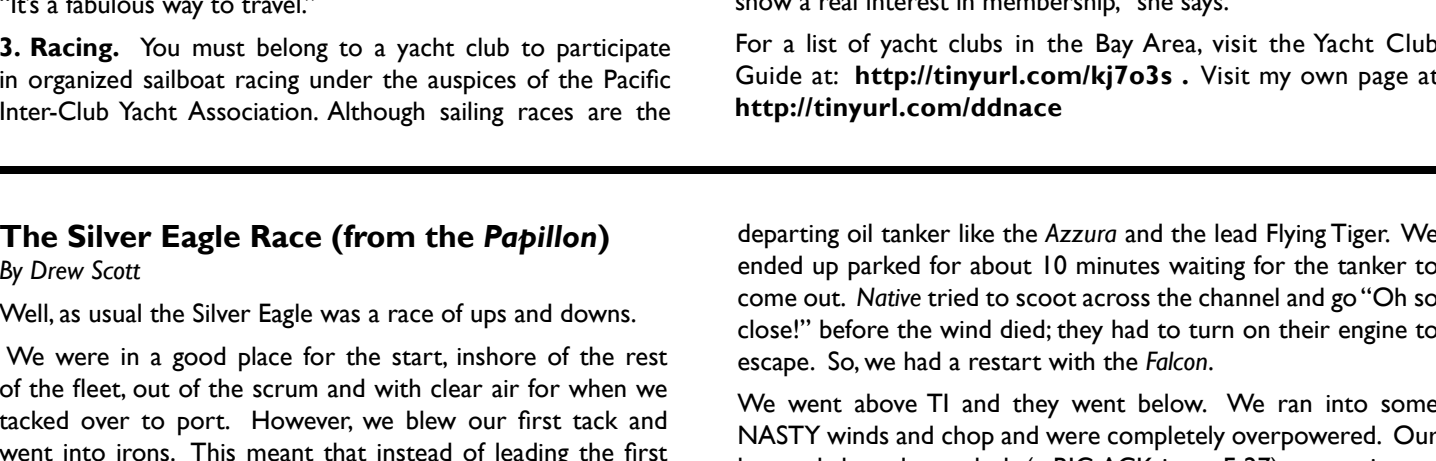 "It's a fabulous way to travel."
3. Racing. You must belong to a yacht club to participate
in organized sailboat racing under the auspices of the Pacific
Inter-Club Yacht Association. Although sailing races are the
show a real interest in membership," she says.
For a list of yacht clubs in the Bay Area, visit the Yacht Club
Guide at: http://tinyurl.com/kj7o3s . Visit my own page at
http://tinyurl.com/ddnace
The Silver Eagle Race (from the Papillon)
By Drew Scott
Well, as usual the Silver Eagle was a race of ups and downs.
We were in a good place for the start, inshore of the rest
of the fleet, out of the scrum and with clear air for when we
tacked over to port. However, we blew our first tack and
went into irons. This meant that instead of leading the first
departing oil tanker like the Azzura and the lead Flying Tiger. We
ended up parked for about 10 minutes waiting for the tanker to
come out. Native tried to scoot across the channel and go "Oh so
close!" before the wind died; they had to turn on their engine to
escape. So, we had a restart with the Falcon.
We went above TI and they went below. We ran into some
NASTY winds and chop and were completely overpowered. Our